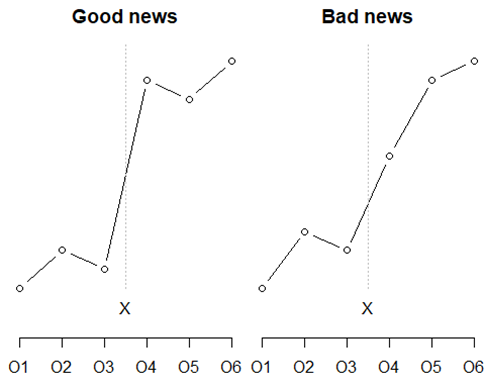 Good news
Bad news
X
X
O1 O2 O3 O4 O5 O6
O1 O2 O3 O4 O5 O6